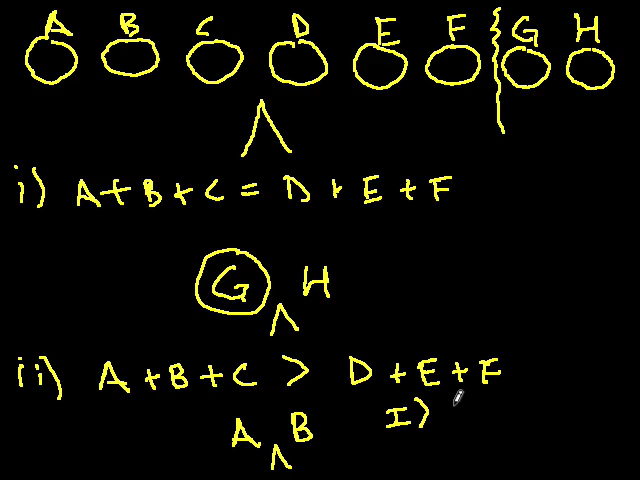 A B C D E F G H
i) A + B + C = D + E + F
G H
ii) A + B + C > D + E + F
A B I)